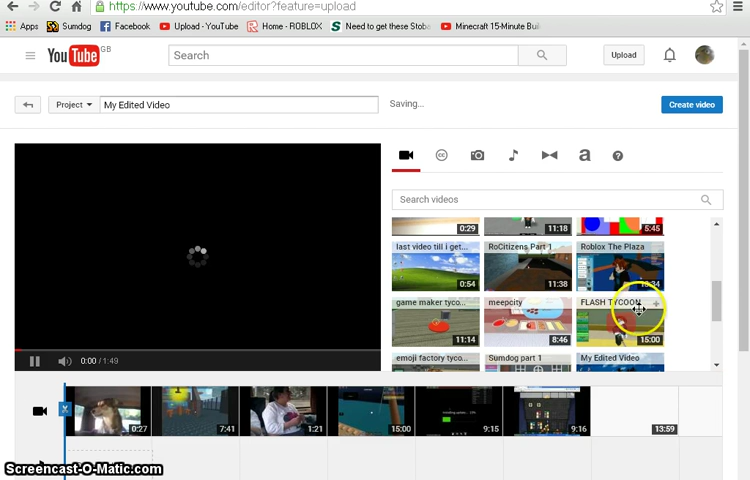 https://www.youtube.com/editor?feature=upload
Apps Sumdog Facebook Upload - YouTube Home - ROBLOX Need to get these Stoba Minecraft 15-Minute Bui
YouTube GB Search Upload
Project My Edited Video Saving... Create video
a ?
Search videos
0:29 11:18 5:45
last video till i get... RoCitizens Part 1 Roblox The Plaza
0:54 11:38 13:34
game maker tyco... meepcity FLASH TYCOON
11:14 8:46 15:00
emoji factory tyco... Sumdog part 1 My Edited Video
0:00 / 1:49
0:27 7:41 1:21 15:00 9:15 9:16 13:59
Screencast-O-Matic.com